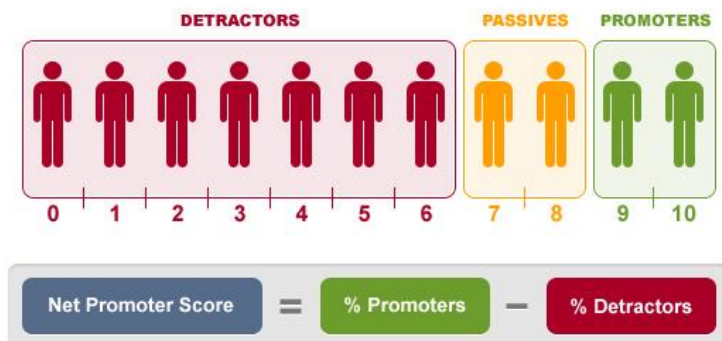 DETRACTORS PASSIVES PROMOTERS
0 1 2 3 4 5 6 7 8 9 10
Net Promoter Score = % Promoters − % Detractors